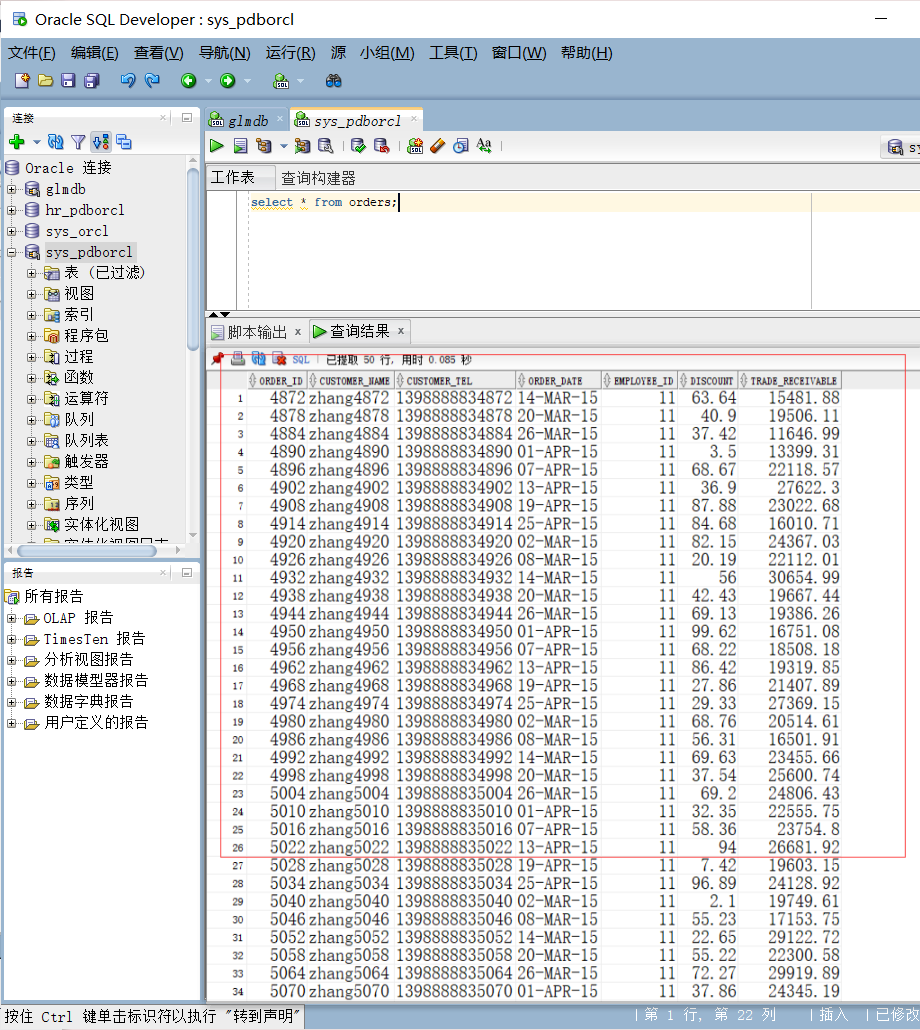 Oracle SQL Developer : sys_pdborcl
文件(F) 编辑(E) 查看(V) 导航(N) 运行(R) 源 小组(M) 工具(T) 窗口(W) 帮助(H)
连接
Oracle 连接
glmdb
hr_pdborcl
sys_orcl
sys_pdborcl
表 (已过滤)
视图
索引
程序包
过程
函数
运算符
队列
队列表
触发器
类型
序列
实体化视图
报告
所有报告
OLAP 报告
TimesTen 报告
分析视图报告
数据模型器报告
数据字典报告
用户定义的报告
glmdb sys_pdborcl
sy
工作表 查询构建器
select * from orders;
脚本输出 x 查询结果 x
SQL | 已提取 50 行, 用时 0.085 秒
ORDER_ID CUSTOMER_NAME CUSTOMER_TEL ORDER_DATE EMPLOYEE_ID DISCOUNT TRADE_RECEIVABLE
1 4872 zhang4872 1398888834872 14-MAR-15 11 63.64 15481.88
2 4878 zhang4878 1398888834878 20-MAR-15 11 40.9 19506.11
3 4884 zhang4884 1398888834884 26-MAR-15 11 37.42 11646.99
4 4890 zhang4890 1398888834890 01-APR-15 11 3.5 13399.31
5 4896 zhang4896 1398888834896 07-APR-15 11 68.67 22118.57
6 4902 zhang4902 1398888834902 13-APR-15 11 36.9 27622.3
7 4908 zhang4908 1398888834908 19-APR-15 11 87.88 23022.68
8 4914 zhang4914 1398888834914 25-APR-15 11 84.68 16010.71
9 4920 zhang4920 1398888834920 02-MAR-15 11 82.15 24367.03
10 4926 zhang4926 1398888834926 08-MAR-15 11 20.19 22112.01
11 4932 zhang4932 1398888834932 14-MAR-15 11 56 30654.99
12 4938 zhang4938 1398888834938 20-MAR-15 11 42.43 19667.44
13 4944 zhang4944 1398888834944 26-MAR-15 11 69.13 19386.26
14 4950 zhang4950 1398888834950 01-APR-15 11 99.62 16751.08
15 4956 zhang4956 1398888834956 07-APR-15 11 68.22 18508.18
16 4962 zhang4962 1398888834962 13-APR-15 11 86.42 19319.85
17 4968 zhang4968 1398888834968 19-APR-15 11 27.86 21407.89
18 4974 zhang4974 1398888834974 25-APR-15 11 29.33 27369.15
19 4980 zhang4980 1398888834980 02-MAR-15 11 68.76 20514.61
20 4986 zhang4986 1398888834986 08-MAR-15 11 56.31 16501.91
21 4992 zhang4992 1398888834992 14-MAR-15 11 69.63 23455.66
22 4998 zhang4998 1398888834998 20-MAR-15 11 37.54 25600.74
23 5004 zhang5004 1398888835004 26-MAR-15 11 69.2 24806.43
24 5010 zhang5010 1398888835010 01-APR-15 11 32.35 22555.75
25 5016 zhang5016 1398888835016 07-APR-15 11 58.36 23754.8
26 5022 zhang5022 1398888835022 13-APR-15 11 94 26681.92
27 5028 zhang5028 1398888835028 19-APR-15 11 7.42 19603.15
28 5034 zhang5034 1398888835034 25-APR-15 11 96.89 24128.92
29 5040 zhang5040 1398888835040 02-MAR-15 11 2.1 19749.61
30 5046 zhang5046 1398888835046 08-MAR-15 11 55.23 17153.75
31 5052 zhang5052 1398888835052 14-MAR-15 11 22.65 29122.72
32 5058 zhang5058 1398888835058 20-MAR-15 11 55.22 22300.58
33 5064 zhang5064 1398888835064 26-MAR-15 11 72.27 29919.89
34 5070 zhang5070 1398888835070 01-APR-15 11 37.86 24345.19
按住 Ctrl 键单击标识符以执行 "转到声明" | 第 1 行, 第 22 列 | 插入 | 已修改